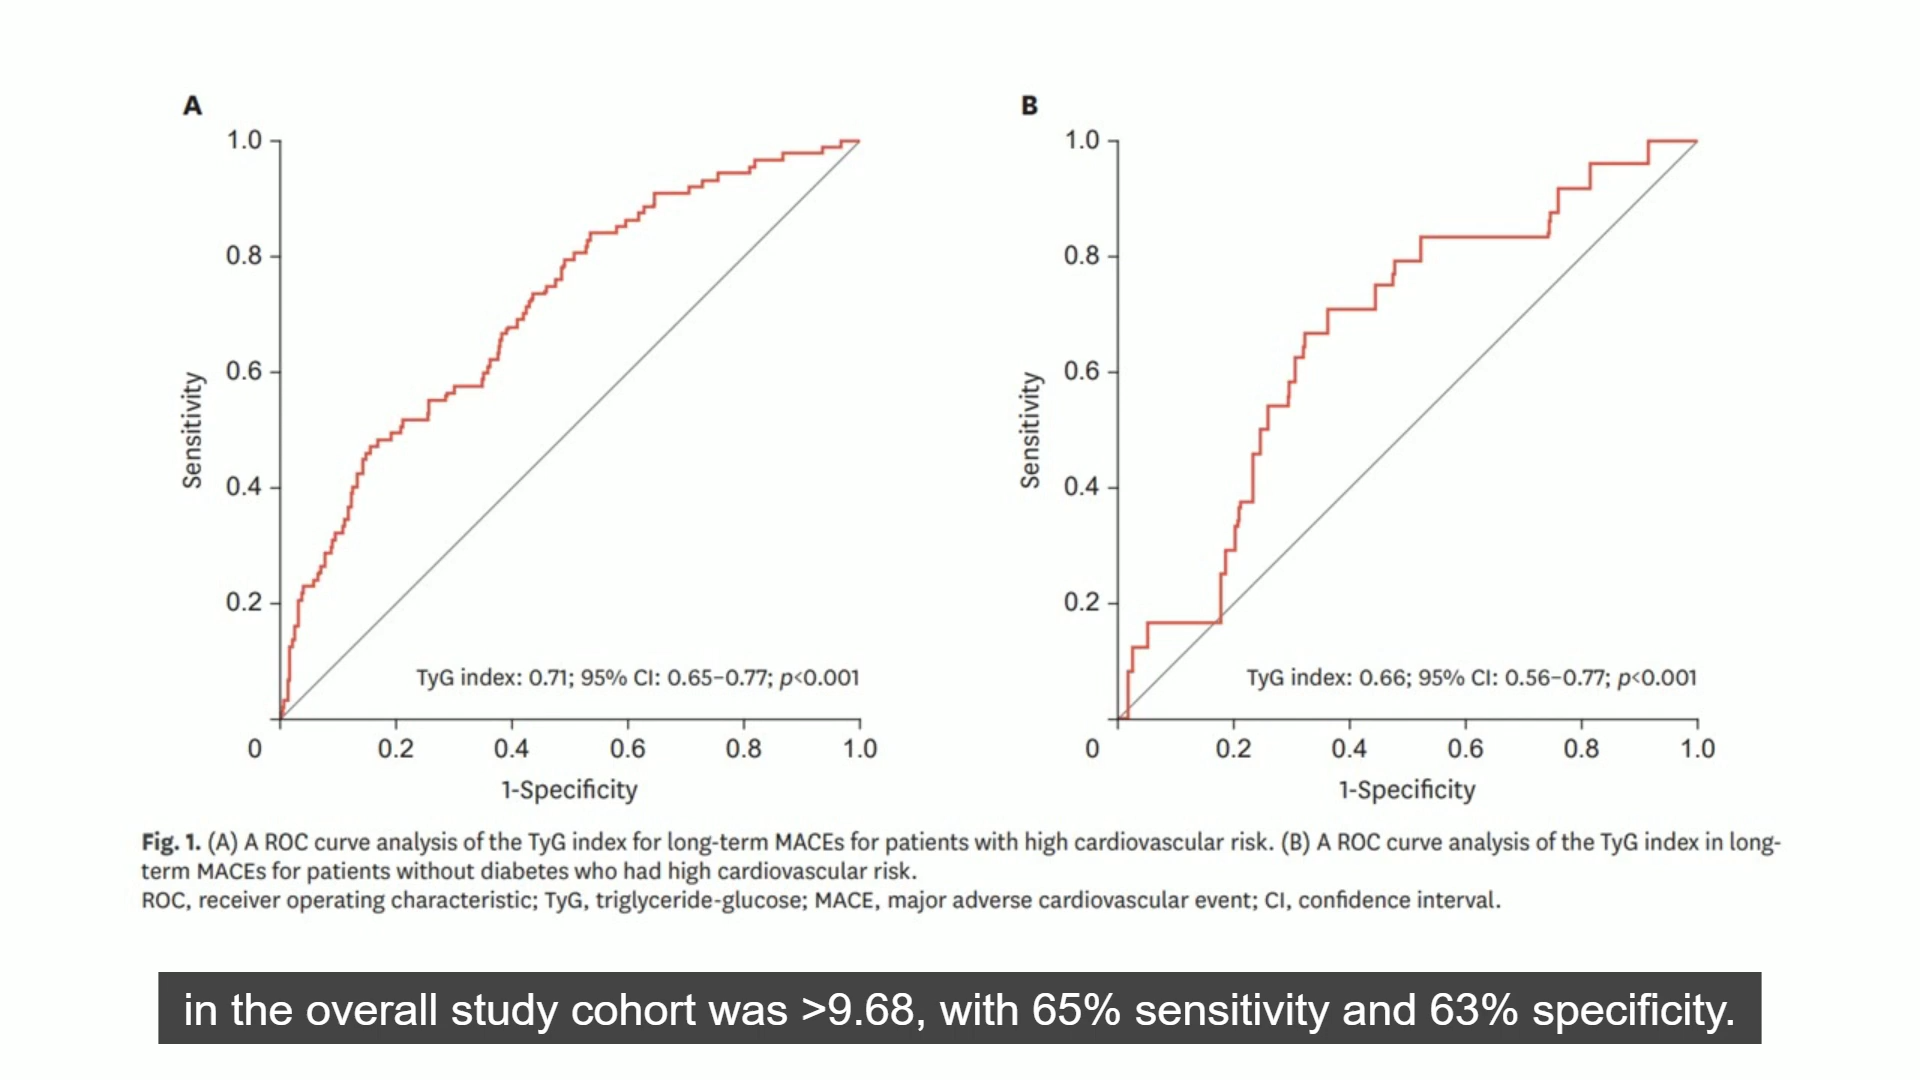 A
1.0
0.8
0.6
0.4
0.2
Sensitivity
TyG index: 0.71; 95% CI: 0.65–0.77; p<0.001
0 0.2 0.4 0.6 0.8 1.0
1-Specificity
B
1.0
0.8
0.6
0.4
0.2
Sensitivity
TyG index: 0.66; 95% CI: 0.56–0.77; p<0.001
0 0.2 0.4 0.6 0.8 1.0
1-Specificity
Fig. 1. (A) A ROC curve analysis of the TyG index for long-term MACEs for patients with high cardiovascular risk. (B) A ROC curve analysis of the TyG index in long-
term MACEs for patients without diabetes who had high cardiovascular risk.
ROC, receiver operating characteristic; TyG, triglyceride-glucose; MACE, major adverse cardiovascular event; CI, confidence interval.
in the overall study cohort was >9.68, with 65% sensitivity and 63% specificity.